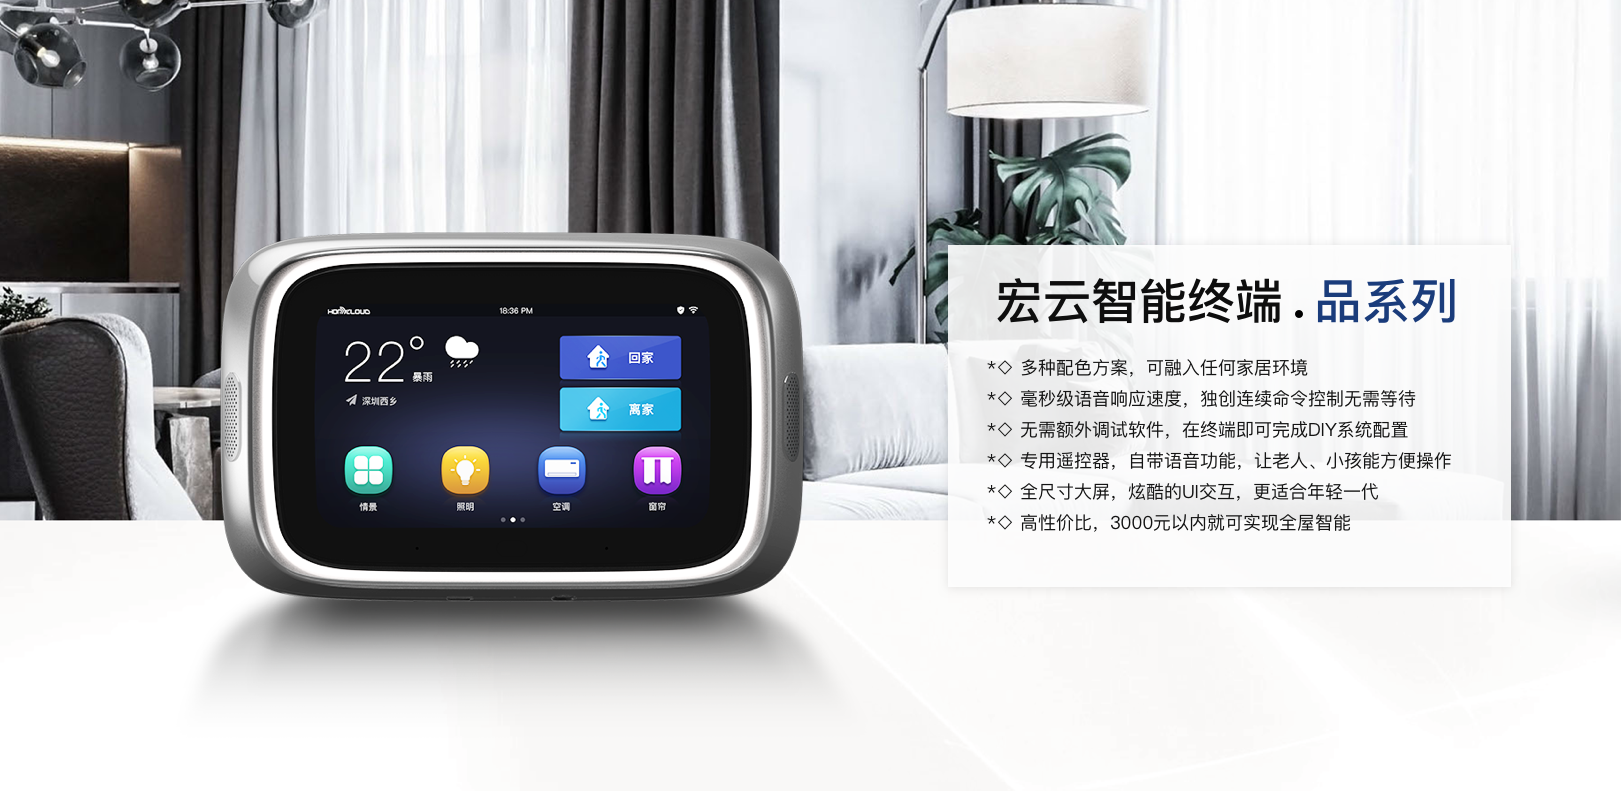 HOMECLOUD
18:36 PM
22°
暴雨
深圳西乡
回家
离家
情景
照明
空调
窗帘
宏云智能终端 . 品系列
*◇ 多种配色方案，可融入任何家居环境
*◇ 毫秒级语音响应速度，独创连续命令控制无需等待
*◇ 无需额外调试软件，在终端即可完成DIY系统配置
*◇ 专用遥控器，自带语音功能，让老人、小孩能方便操作
*◇ 全尺寸大屏，炫酷的UI交互，更适合年轻一代
*◇ 高性价比，3000元以内就可实现全屋智能